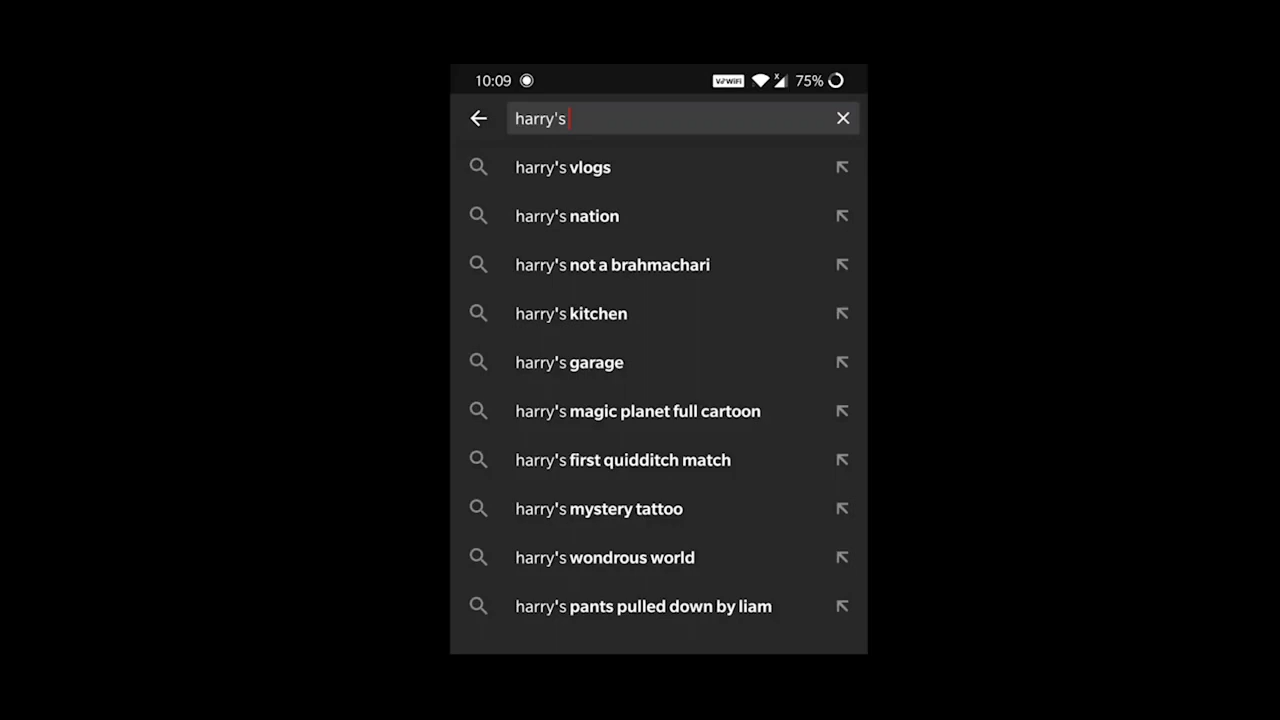 10:09 VoWiFi x 75%
harry's
harry's vlogs
harry's nation
harry's not a brahmachari
harry's kitchen
harry's garage
harry's magic planet full cartoon
harry's first quidditch match
harry's mystery tattoo
harry's wondrous world
harry's pants pulled down by liam